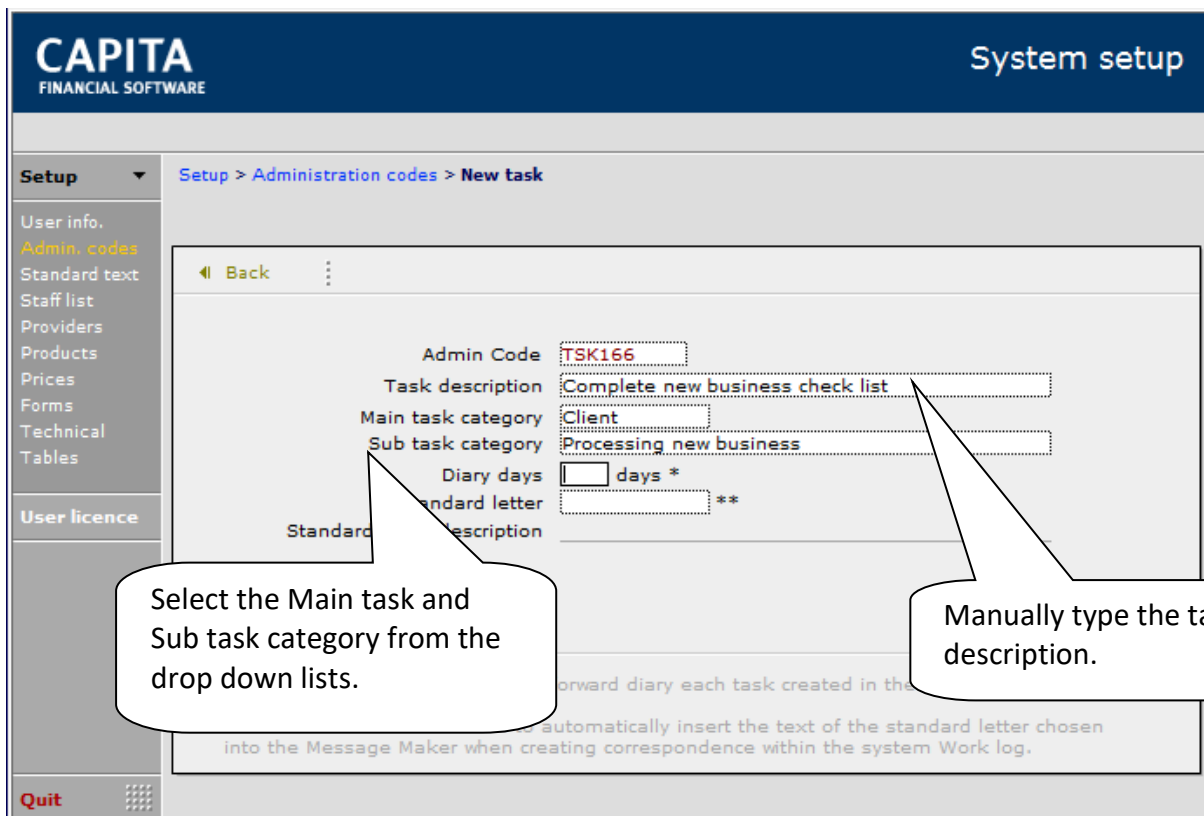 CAPITA
FINANCIAL SOFTWARE
System setup
Setup
User info.
Admin. codes
Standard text
Staff list
Providers
Products
Prices
Forms
Technical
Tables
User licence
Quit
Setup > Administration codes > New task
Back
Admin Code TSK166
Task description Complete new business check list
Main task category Client
Sub task category Processing new business
Diary days days *
andard letter **
Standard escription
Select the Main task and
Sub task category from the
drop down lists.
Manually type the ta
description.
orward diary each task created in the
automatically insert the text of the standard letter chosen
into the Message Maker when creating correspondence within the system Work log.